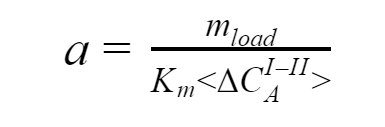 a = m_load / K_m<ΔC_A^{I–II}>